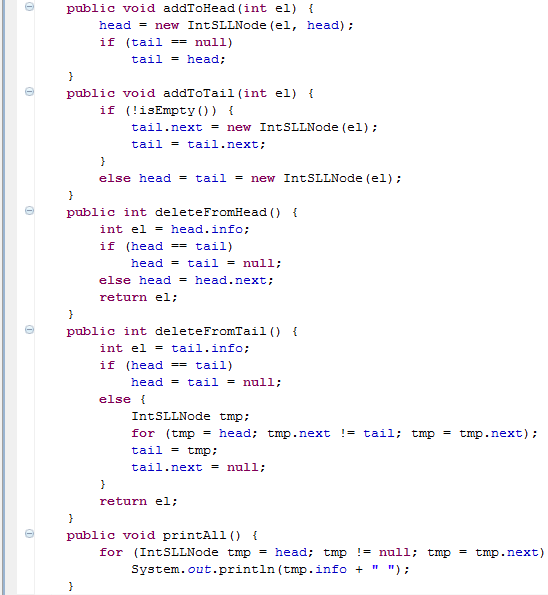 public void addToHead(int el) {
head = new IntSLLNode(el, head);
if (tail == null)
tail = head;
}
public void addToTail(int el) {
if (!isEmpty()) {
tail.next = new IntSLLNode(el);
tail = tail.next;
}
else head = tail = new IntSLLNode(el);
}
public int deleteFromHead() {
int el = head.info;
if (head == tail)
head = tail = null;
else head = head.next;
return el;
}
public int deleteFromTail() {
int el = tail.info;
if (head == tail)
head = tail = null;
else {
IntSLLNode tmp;
for (tmp = head; tmp.next != tail; tmp = tmp.next);
tail = tmp;
tail.next = null;
}
return el;
}
public void printAll() {
for (IntSLLNode tmp = head; tmp != null; tmp = tmp.next)
System.out.println(tmp.info + " ");
}